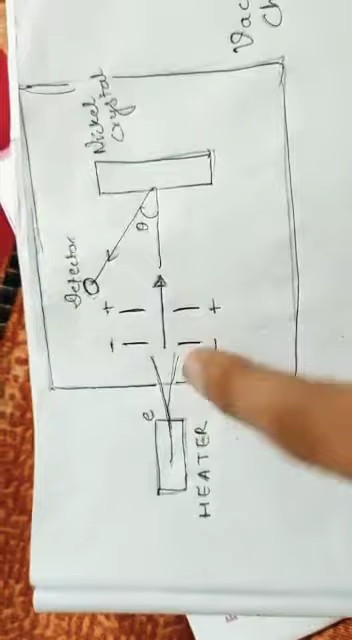 Vac
Ch
Nickel
Crystal
Detector
θ
+ +
- -
e
HEATER